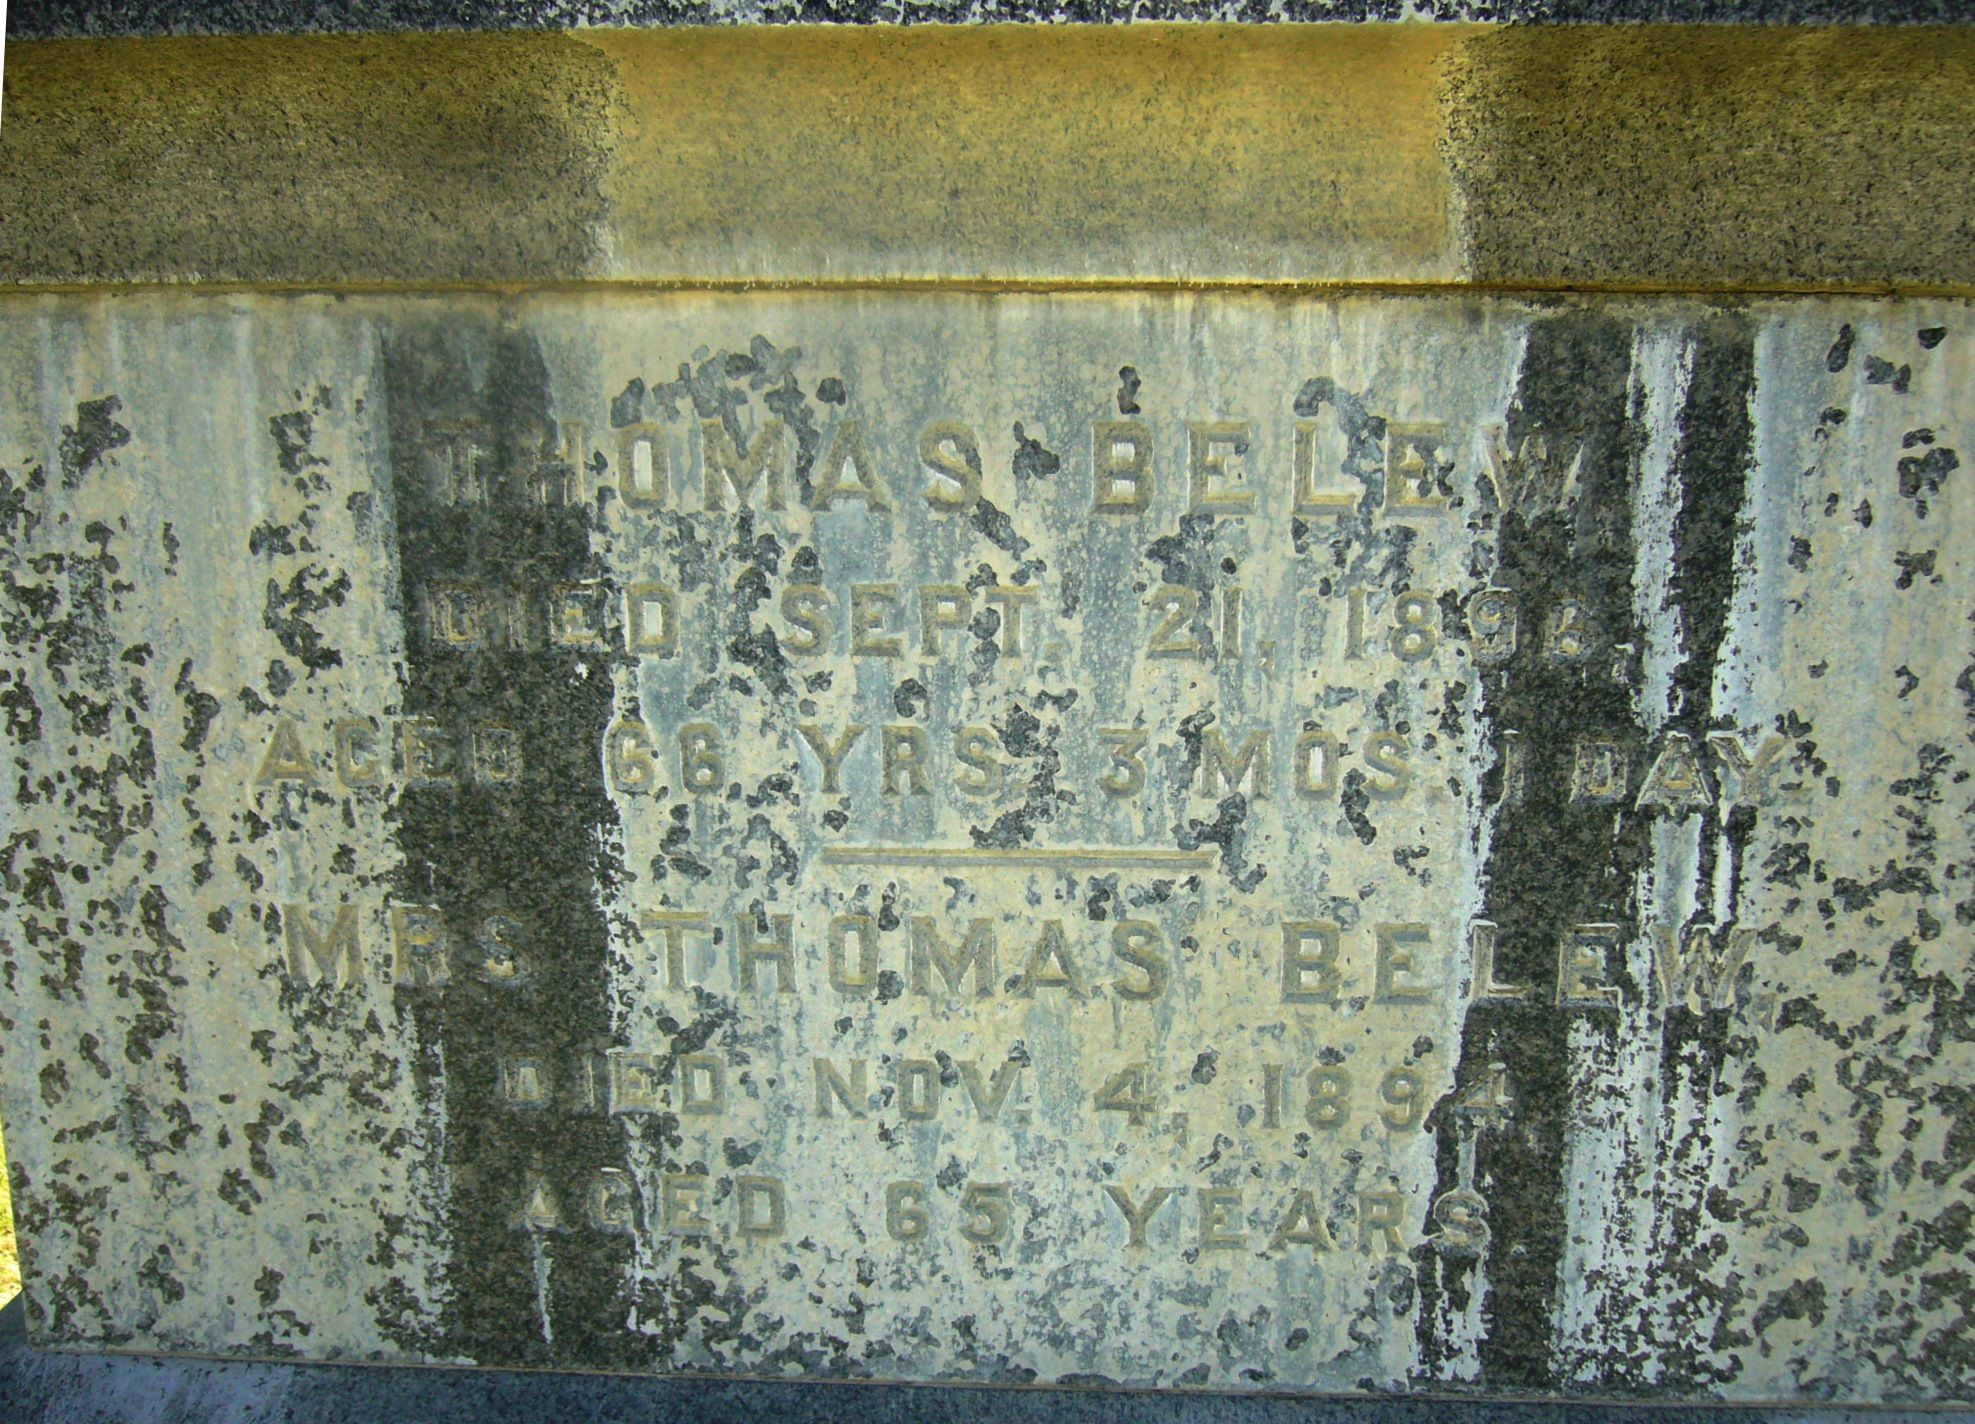 THOMAS BELEW
DIED SEPT. 21, 1896.
AGED 66 YRS. 3 MOS. 1 DAY.
MRS THOMAS BELEW,
DIED NOV. 4, 1894
AGED 65 YEARS